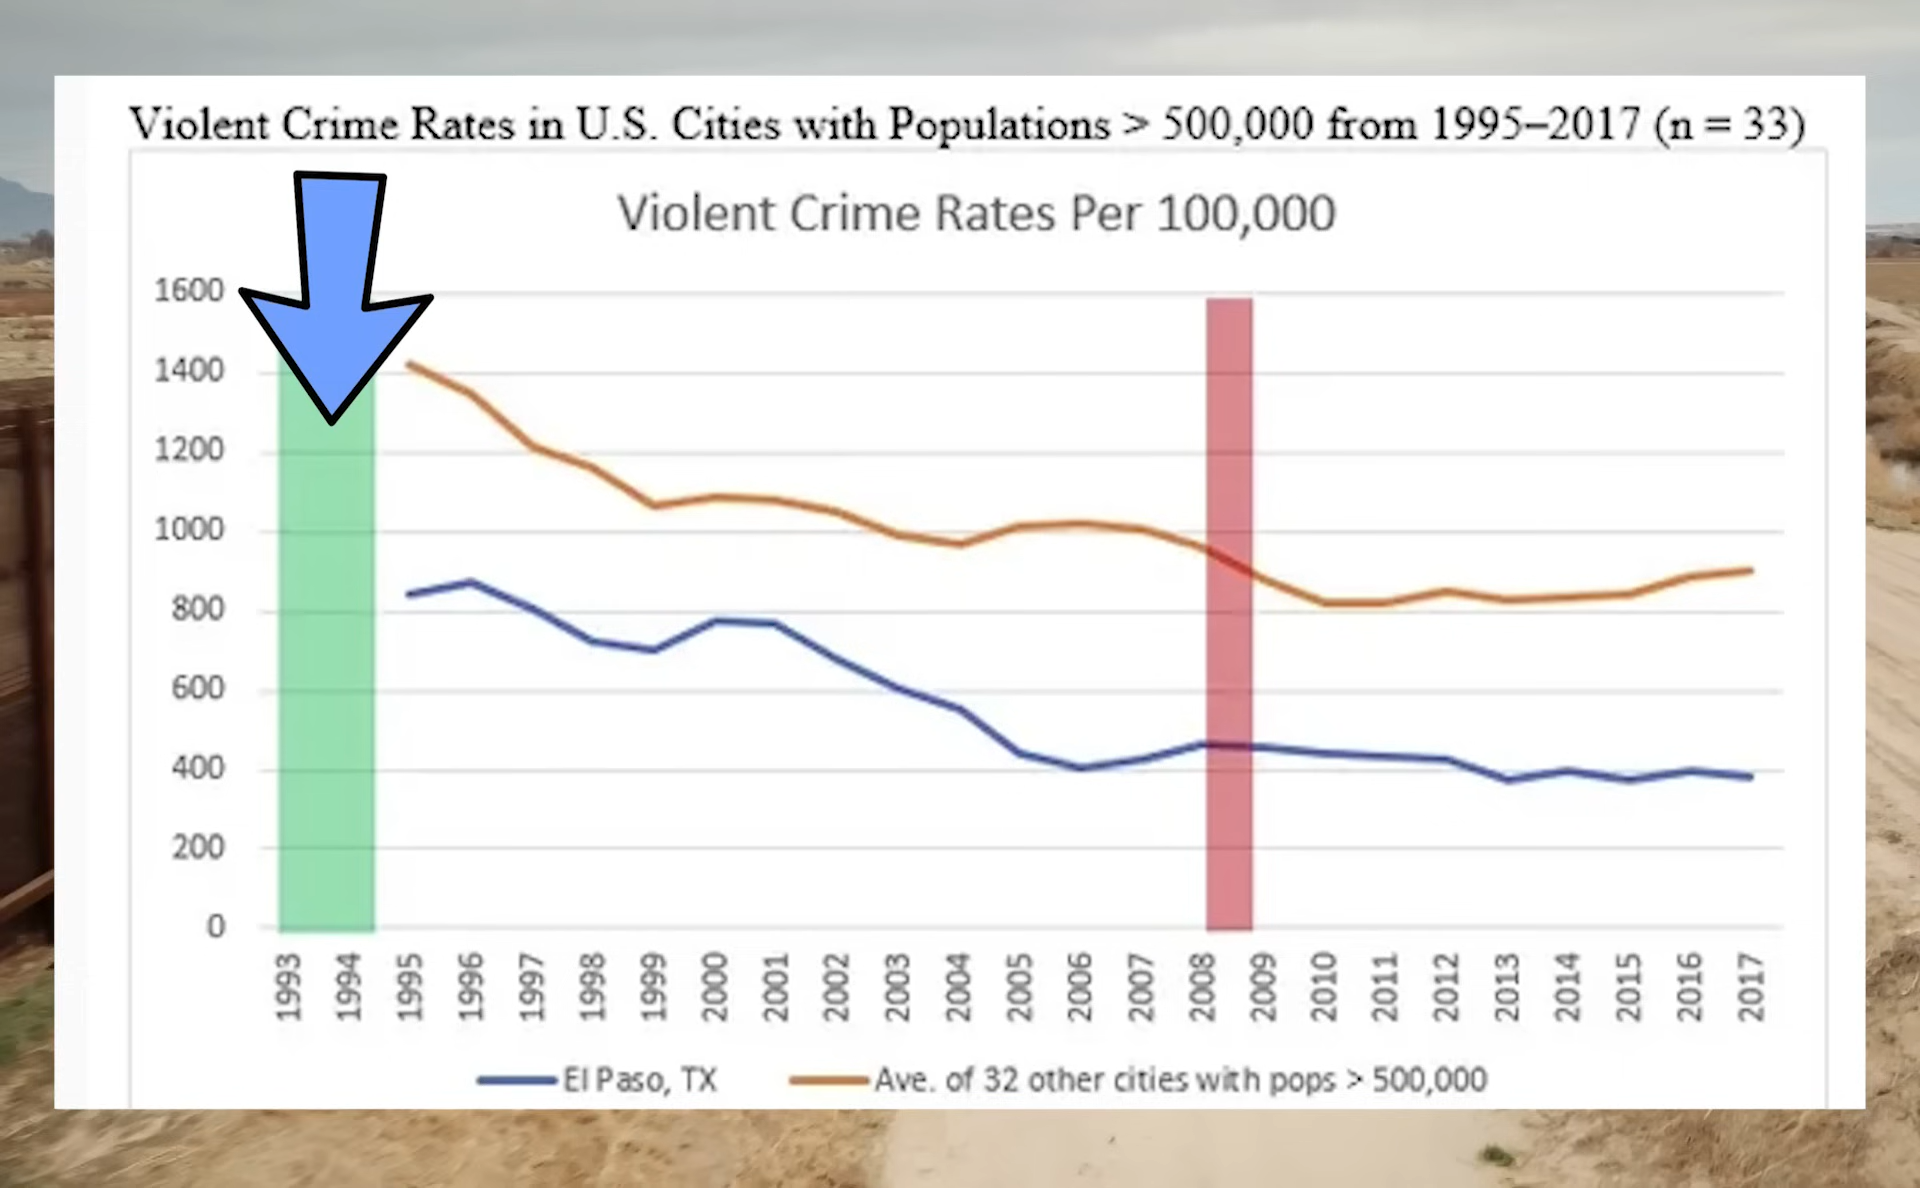 Violent Crime Rates in U.S. Cities with Populations > 500,000 from 1995–2017 (n = 33)
Violent Crime Rates Per 100,000
1600
1400
1200
1000
800
600
400
200
0
1993 1994 1995 1996 1997 1998 1999 2000 2001 2002 2003 2004 2005 2006 2007 2008 2009 2010 2011 2012 2013 2014 2015 2016 2017
El Paso, TX Ave. of 32 other cities with pops > 500,000